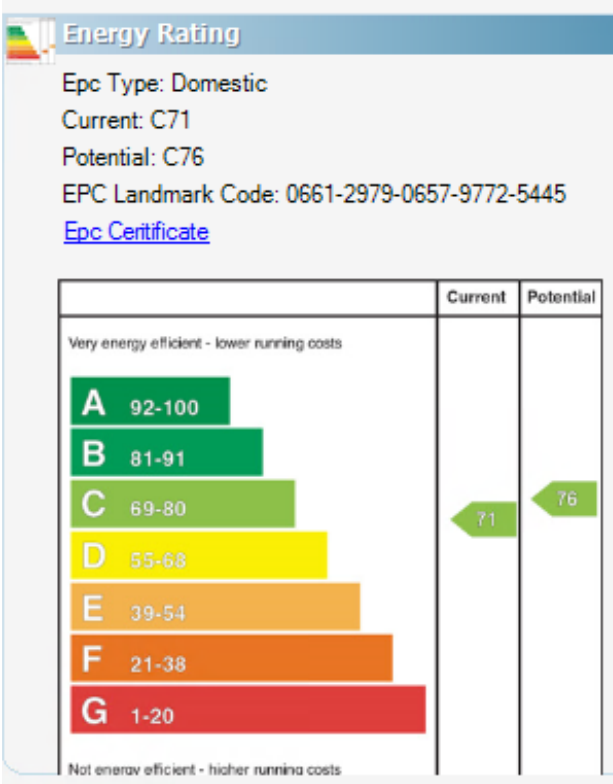 Energy Rating
Epc Type: Domestic
Current: C71
Potential: C76
EPC Landmark Code: 0661-2979-0657-9772-5445
Epc Ceritificate
Current Potential
Very energy efficient - lower running costs
A 92-100
B 81-91
C 69-80
76
71
D 55-68
E 39-54
F 21-38
G 1-20
Not energy efficient - higher running costs